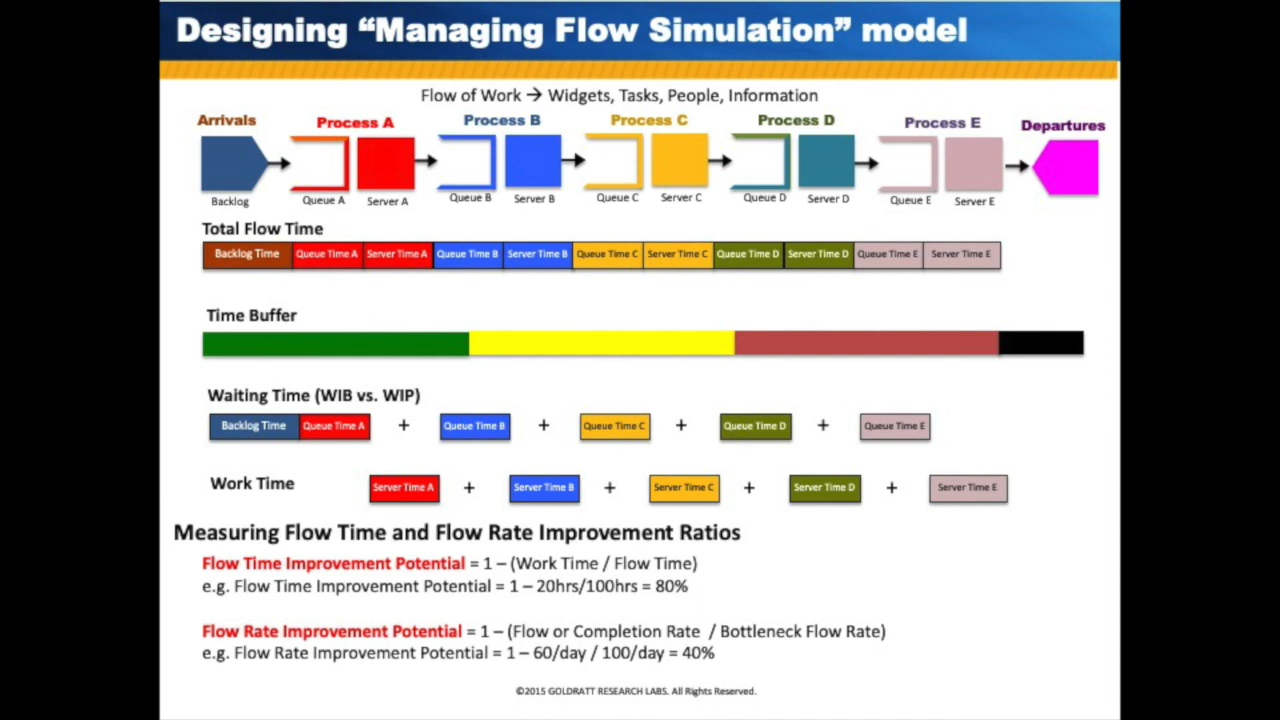 Designing “Managing Flow Simulation” model
Flow of Work → Widgets, Tasks, People, Information
Arrivals
Process A
Process B
Process C
Process D
Process E
Departures
Backlog
Queue A
Server A
Queue B
Server B
Queue C
Server C
Queue D
Server D
Queue E
Server E
Total Flow Time
Backlog Time
Queue Time A
Server Time A
Queue Time B
Server Time B
Queue Time C
Server Time C
Queue Time D
Server Time D
Queue Time E
Server Time E
Time Buffer
Waiting Time (WIB vs. WIP)
Backlog Time
Queue Time A
+
Queue Time B
+
Queue Time C
+
Queue Time D
+
Queue Time E
Work Time
Server Time A
+
Server Time B
+
Server Time C
+
Server Time D
+
Server Time E
Measuring Flow Time and Flow Rate Improvement Ratios
Flow Time Improvement Potential = 1 – (Work Time / Flow Time)
e.g. Flow Time Improvement Potential = 1 – 20hrs/100hrs = 80%
Flow Rate Improvement Potential = 1 – (Flow or Completion Rate / Bottleneck Flow Rate)
e.g. Flow Rate Improvement Potential = 1 – 60/day / 100/day = 40%
©2015 GOLDRATT RESEARCH LABS. All Rights Reserved.